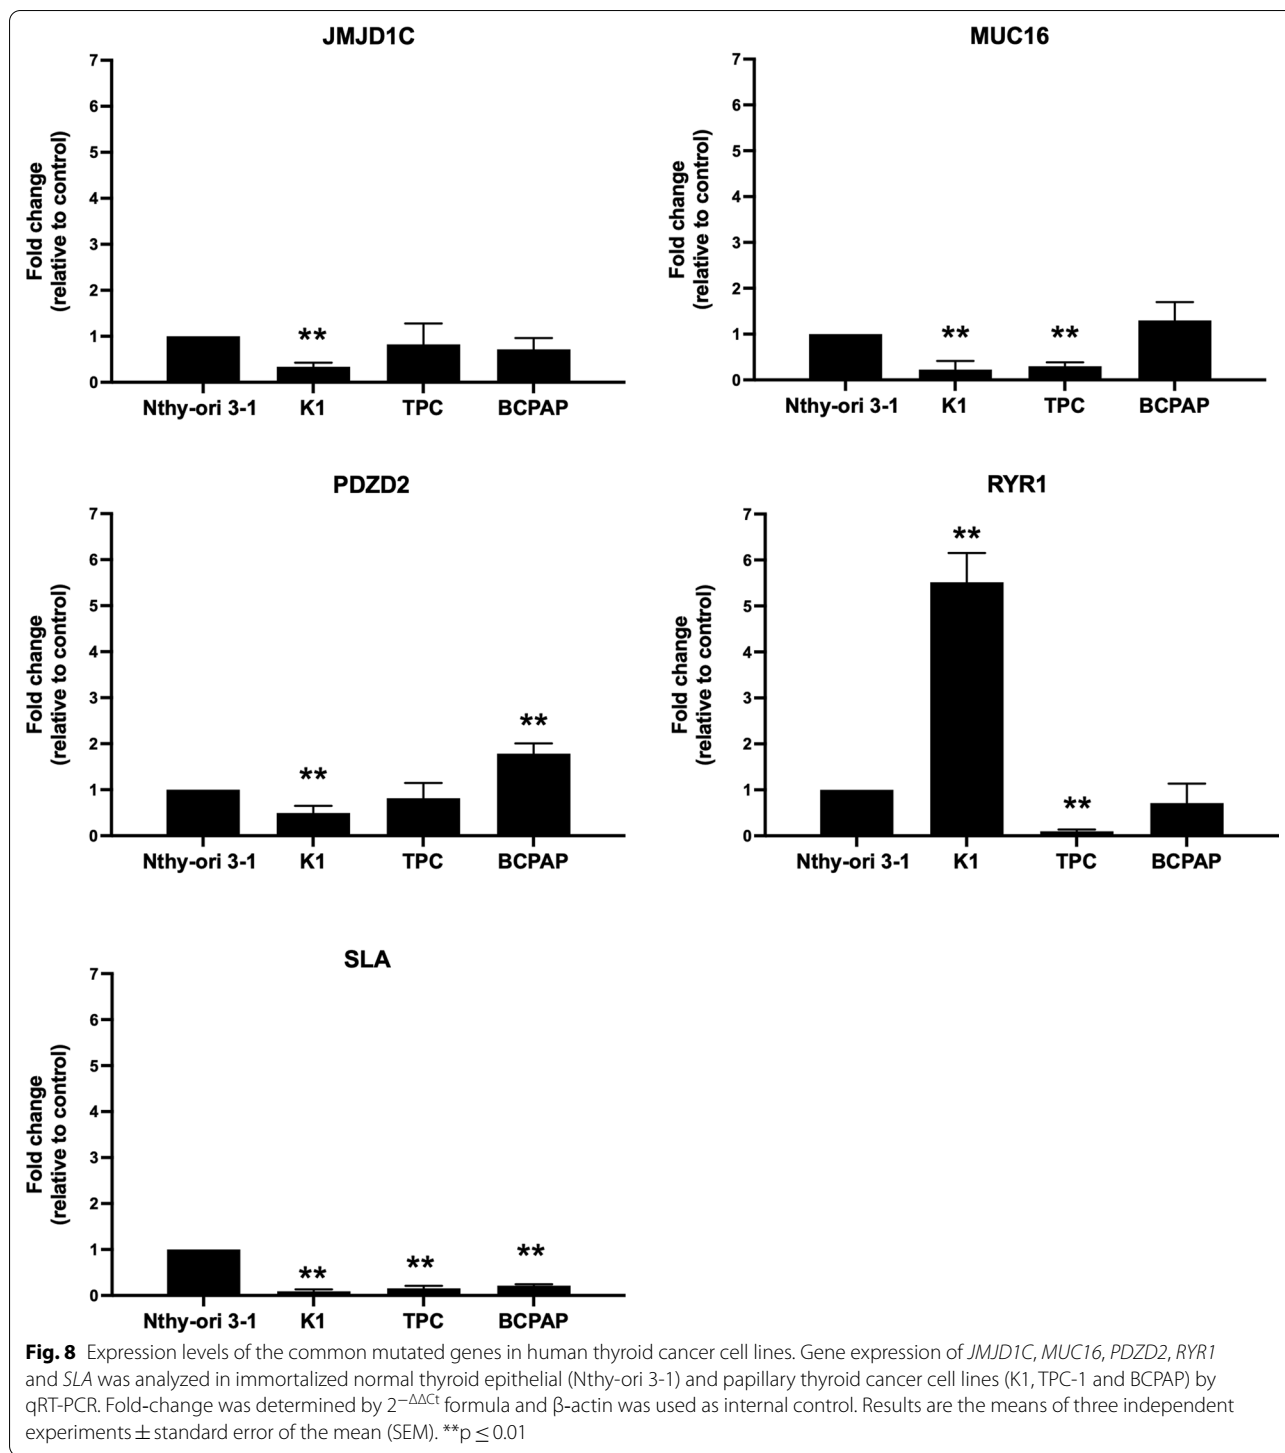 JMJD1C
7
6
5
4
3
2
1
0
Fold change
(relative to control)
**
Nthy-ori 3-1 K1 TPC BCPAP
MUC16
7
6
5
4
3
2
1
0
Fold change
(relative to control)
** **
Nthy-ori 3-1 K1 TPC BCPAP
PDZD2
7
6
5
4
3
2
1
0
Fold change
(relative to control)
** **
Nthy-ori 3-1 K1 TPC BCPAP
RYR1
7
6
5
4
3
2
1
0
Fold change
(relative to control)
** **
Nthy-ori 3-1 K1 TPC BCPAP
SLA
7
6
5
4
3
2
1
0
Fold change
(relative to control)
** ** **
Nthy-ori 3-1 K1 TPC BCPAP
Fig. 8 Expression levels of the common mutated genes in human thyroid cancer cell lines. Gene expression of JMJD1C, MUC16, PDZD2, RYR1
and SLA was analyzed in immortalized normal thyroid epithelial (Nthy-ori 3-1) and papillary thyroid cancer cell lines (K1, TPC-1 and BCPAP) by
qRT-PCR. Fold-change was determined by 2−ΔΔCt formula and β-actin was used as internal control. Results are the means of three independent
experiments ± standard error of the mean (SEM). **p ≤ 0.01